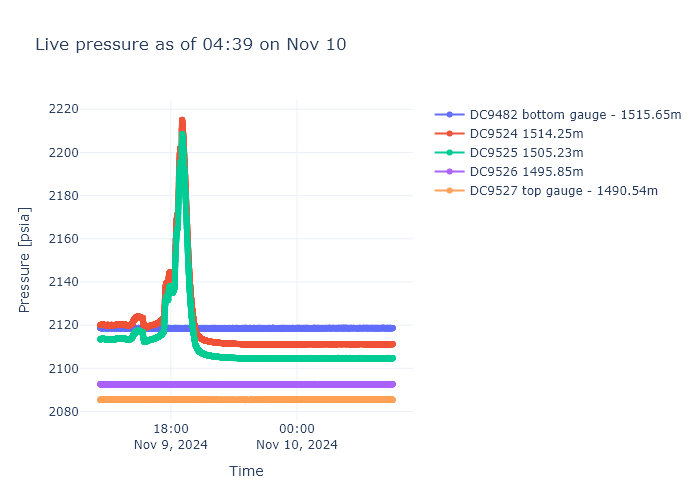 Live pressure as of 04:39 on Nov 10
DC9482 bottom gauge - 1515.65m
DC9524 1514.25m
DC9525 1505.23m
DC9526 1495.85m
DC9527 top gauge - 1490.54m
Pressure [psia]
2220
2200
2180
2160
2140
2120
2100
2080
18:00
Nov 9, 2024
00:00
Nov 10, 2024
Time